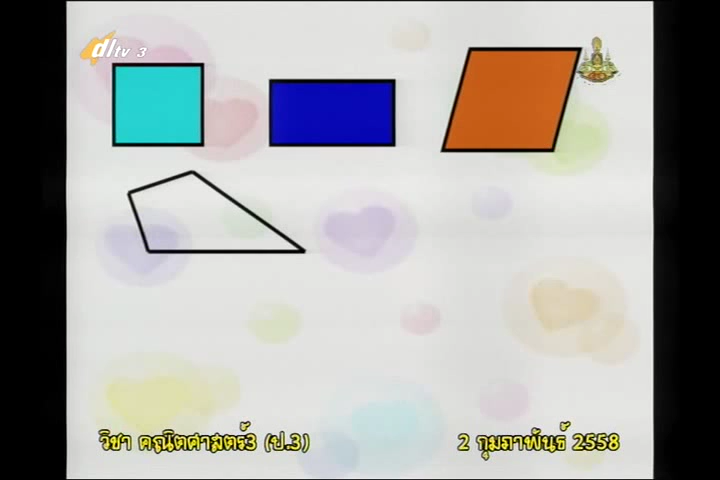 dltv 3
วิชา คณิตศาสตร์3 (ป.3)
2 กุมภาพันธ์ 2558